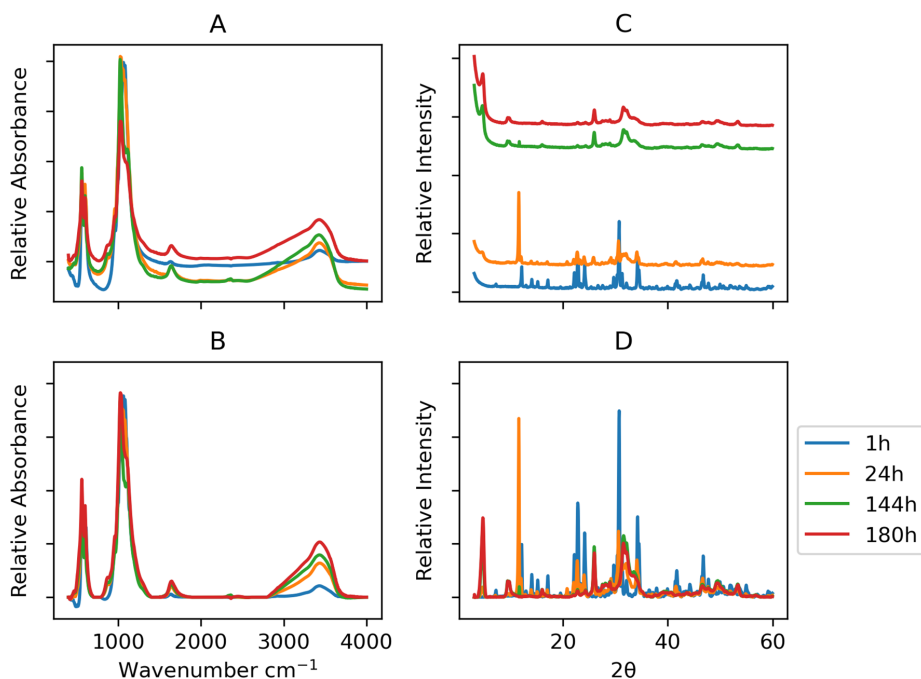 A
C
Relative Absorbance
Relative Intensity
B
D
Relative Absorbance
Relative Intensity
1h
24h
144h
180h
1000 2000 3000 4000
20 40 60
Wavenumber cm⁻¹
2θ